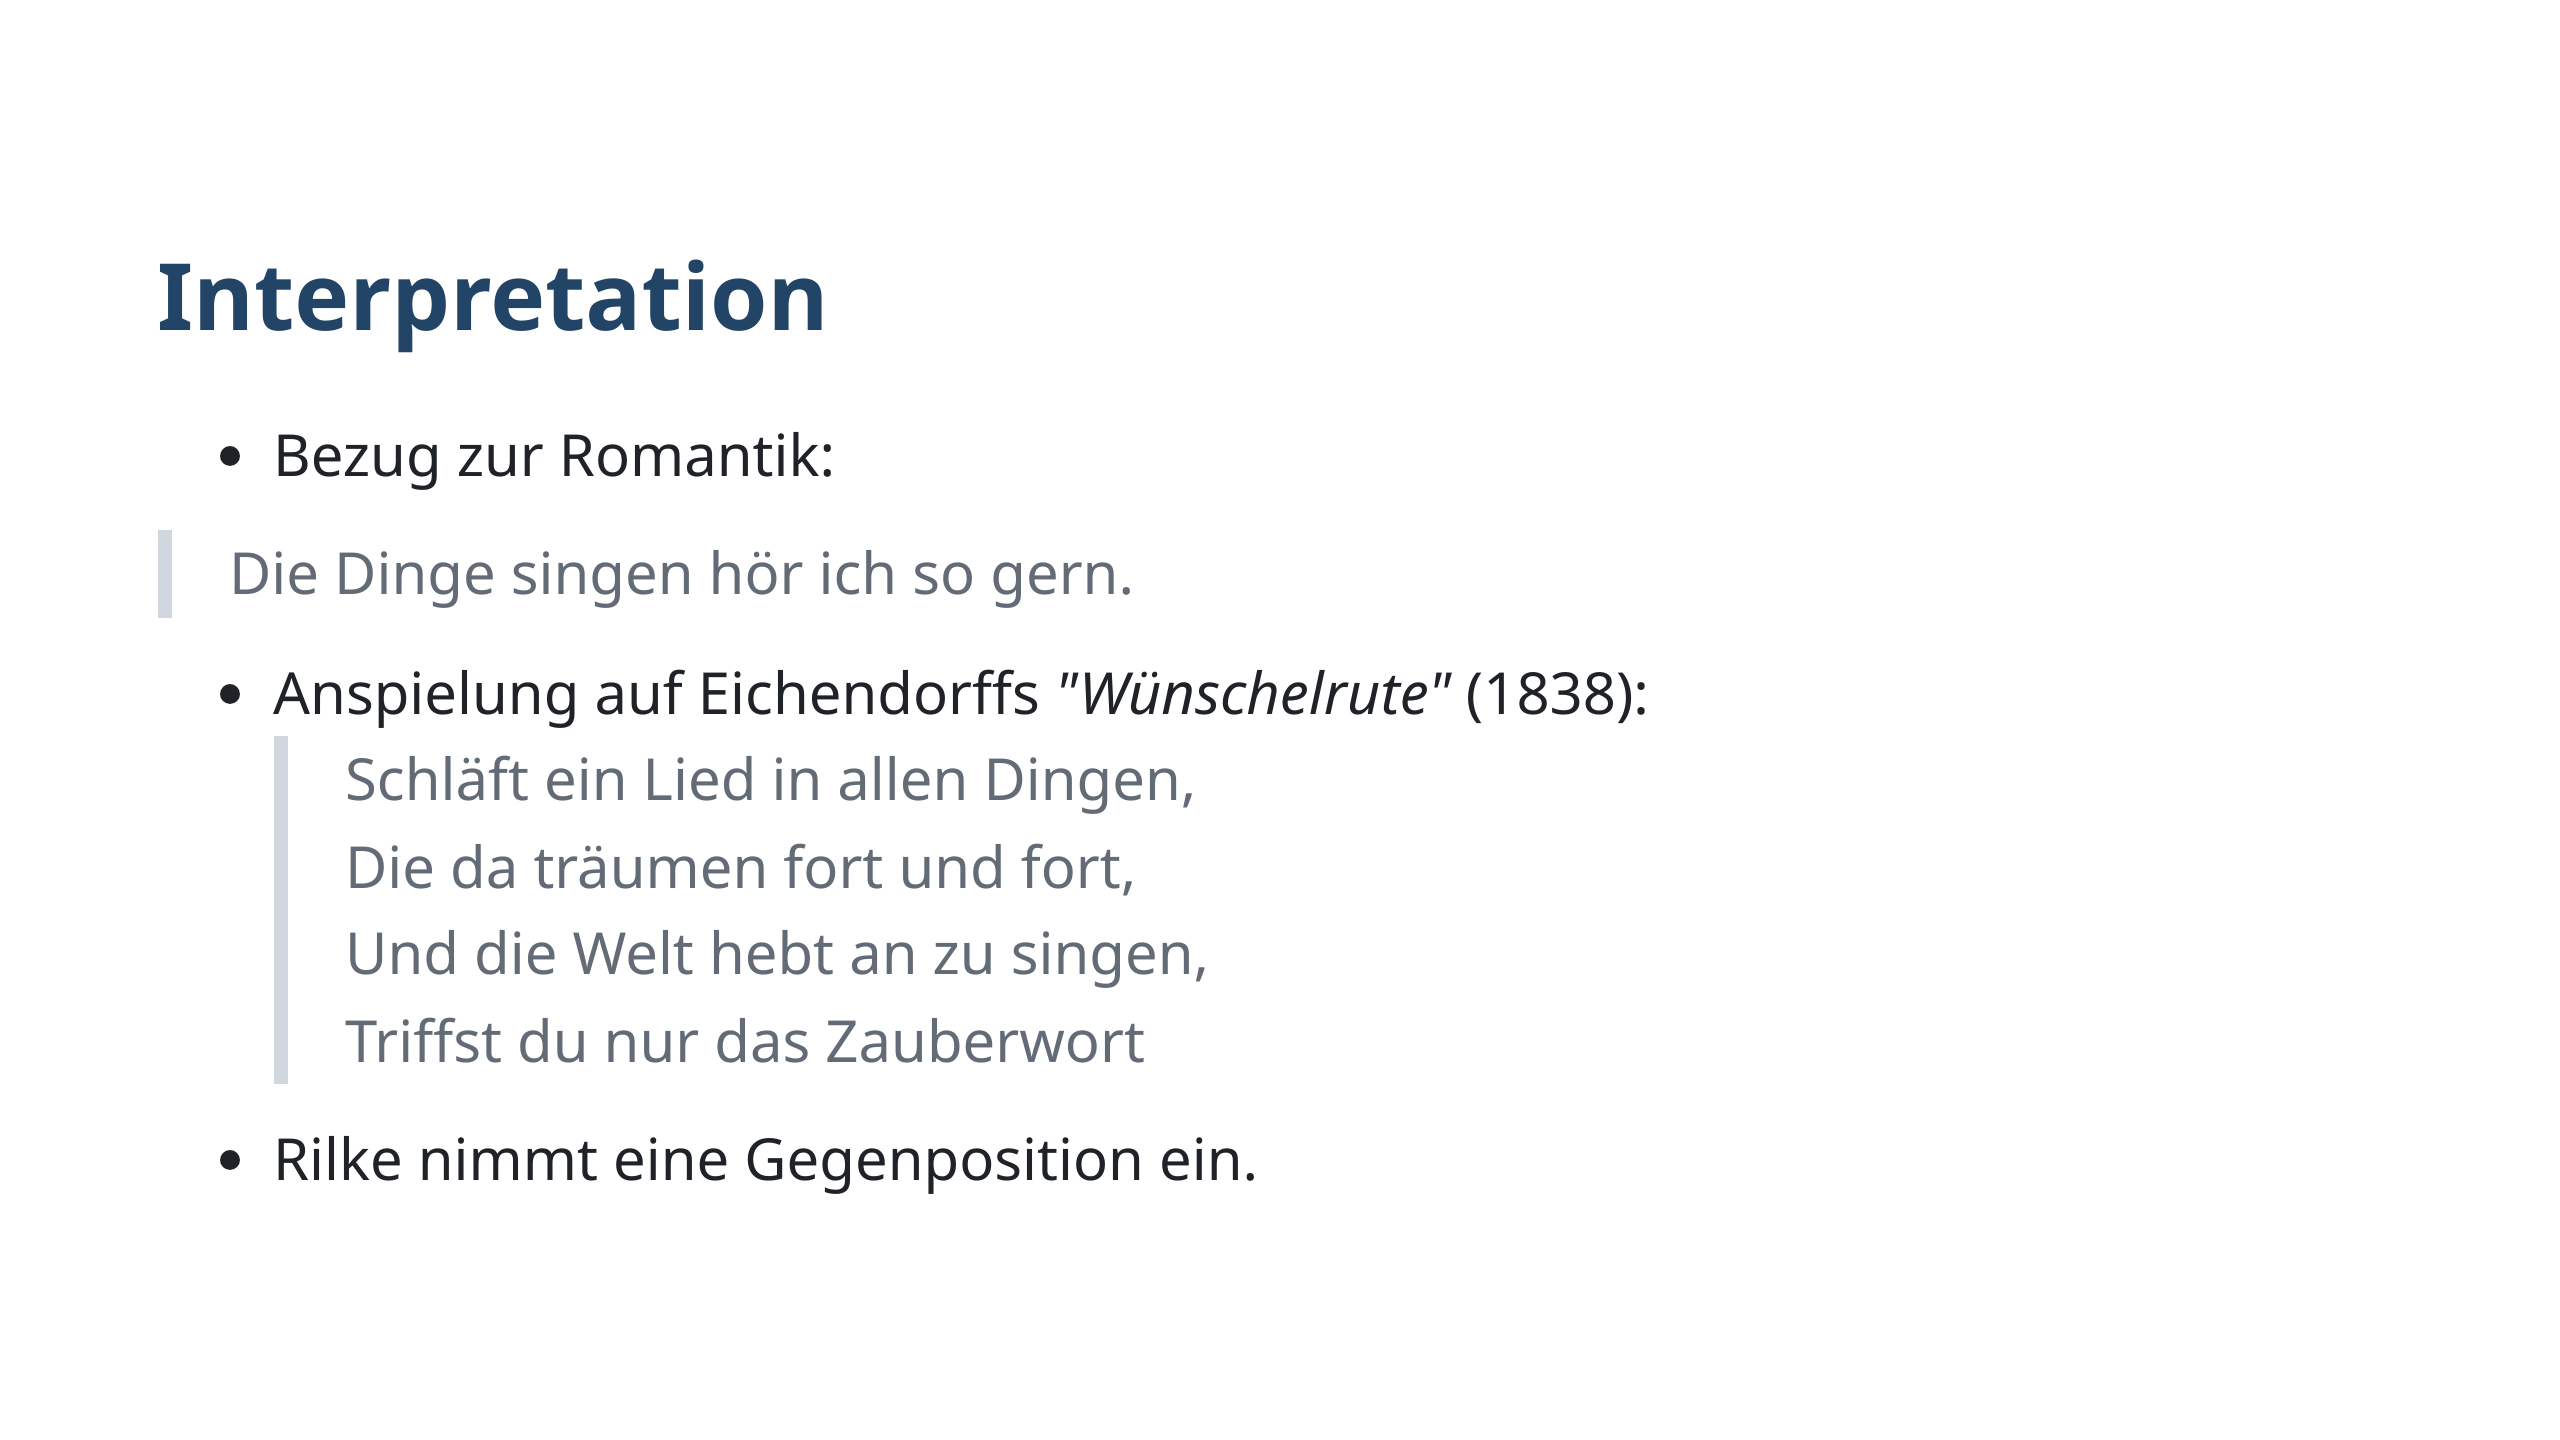 Interpretation
• Bezug zur Romantik:
Die Dinge singen hör ich so gern.
• Anspielung auf Eichendorffs "Wünschelrute" (1838):
Schläft ein Lied in allen Dingen,
Die da träumen fort und fort,
Und die Welt hebt an zu singen,
Triffst du nur das Zauberwort
• Rilke nimmt eine Gegenposition ein.